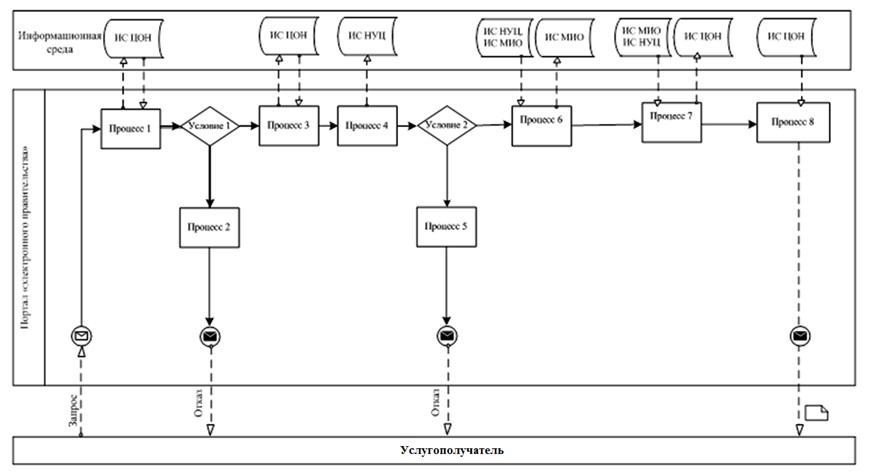 Информационная
среда
ИС ЦОН
ИС ЦОН
ИС НУЦ
ИС НУЦ,
ИС МИО
ИС МИО
ИС МИО
ИС НУЦ
ИС ЦОН
ИС ЦОН
Портал «электронного правительства»
Процесс 1
Условие 1
Процесс 3
Процесс 4
Условие 2
Процесс 6
Процесс 7
Процесс 8
Процесс 2
Процесс 5
Запрос
Отказ
Отказ
Услугополучатель